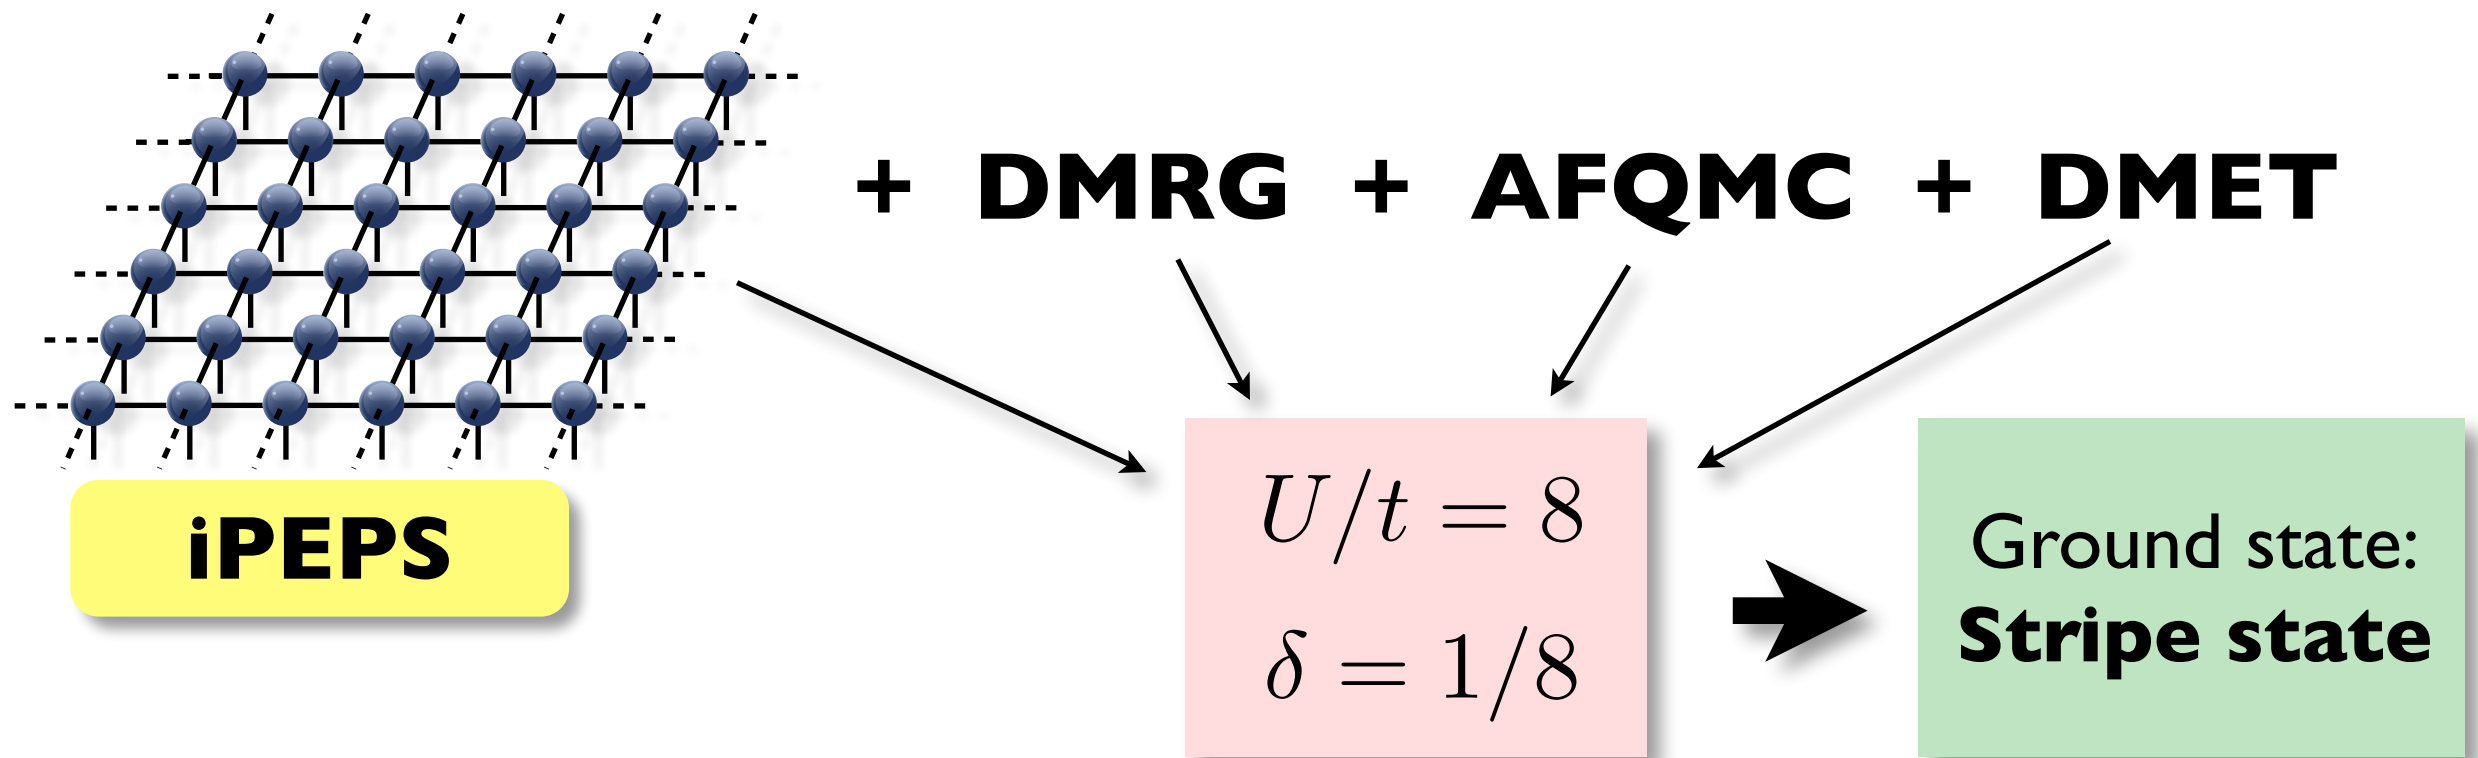 + DMRG + AFQMC + DMET
iPEPS
U/t = 8
δ = 1/8
Ground state:
Stripe state